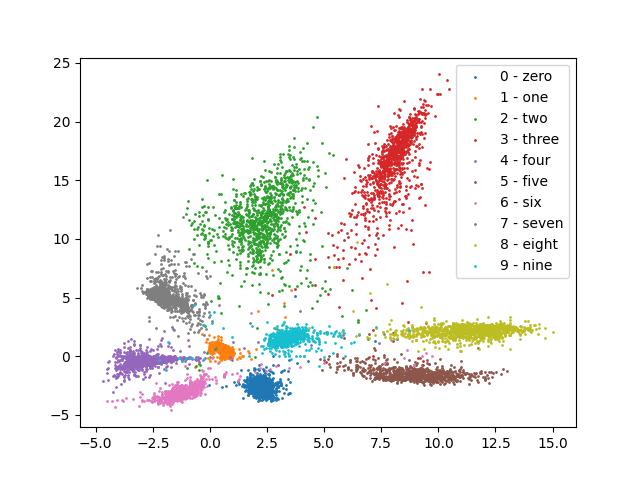 25
20
15
10
5
0
−5
−5.0 −2.5 0.0 2.5 5.0 7.5 10.0 12.5 15.0
0 - zero
1 - one
2 - two
3 - three
4 - four
5 - five
6 - six
7 - seven
8 - eight
9 - nine